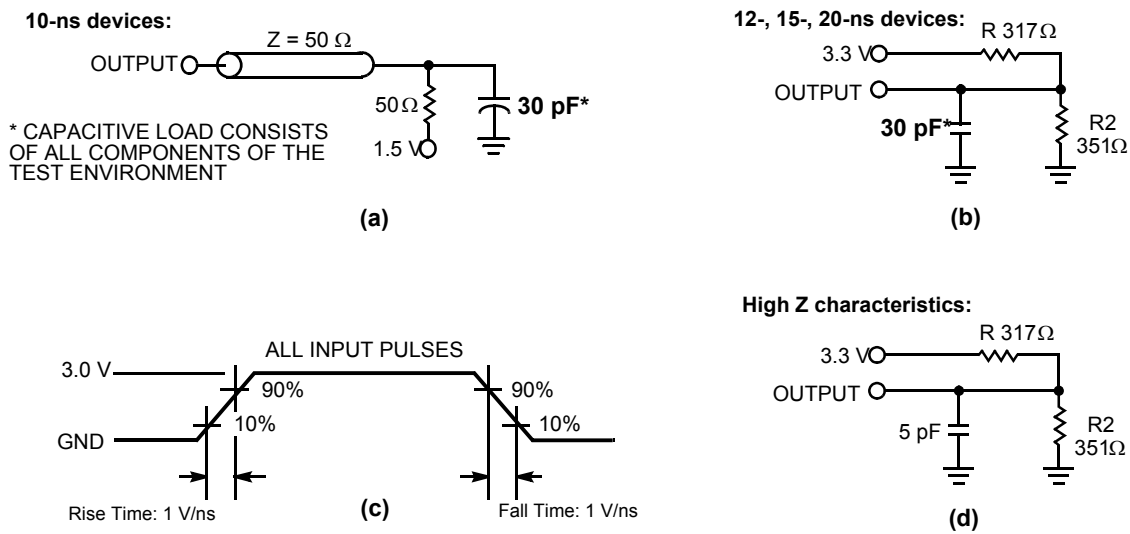 10-ns devices:
Z = 50 Ω
OUTPUT
50Ω
30 pF*
1.5 V
* CAPACITIVE LOAD CONSISTS
OF ALL COMPONENTS OF THE
TEST ENVIRONMENT
(a)
12-, 15-, 20-ns devices:
R 317Ω
3.3 V
OUTPUT
30 pF*
R2
351Ω
(b)
ALL INPUT PULSES
3.0 V
90%
90%
10%
10%
GND
Rise Time: 1 V/ns
(c)
Fall Time: 1 V/ns
High Z characteristics:
R 317Ω
3.3 V
OUTPUT
5 pF
R2
351Ω
(d)